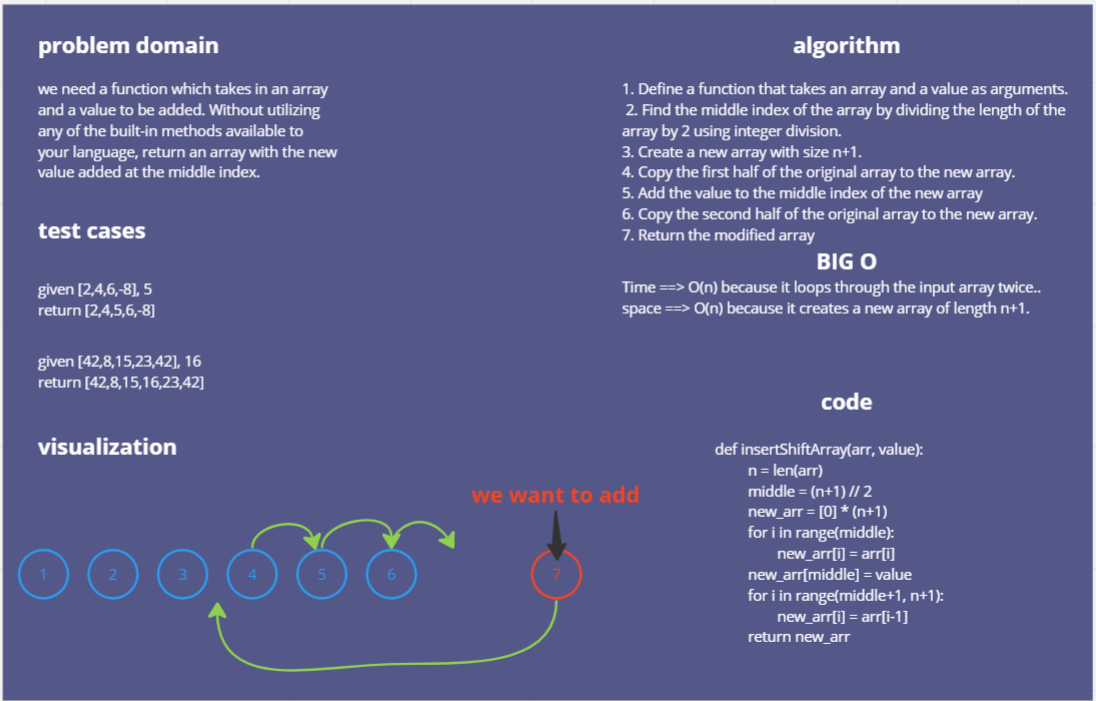 problem domain
we need a function which takes in an array
and a value to be added. Without utilizing
any of the built-in methods available to
your language, return an array with the new
value added at the middle index.
test cases
given [2,4,6,-8], 5
return [2,4,5,6,-8]
given [42,8,15,23,42], 16
return [42,8,15,16,23,42]
visualization
we want to add
1 2 3 4 5 6 7
algorithm
1. Define a function that takes an array and a value as arguments.
2. Find the middle index of the array by dividing the length of the
array by 2 using integer division.
3. Create a new array with size n+1.
4. Copy the first half of the original array to the new array.
5. Add the value to the middle index of the new array
6. Copy the second half of the original array to the new array.
7. Return the modified array
BIG O
Time ==> O(n) because it loops through the input array twice..
space ==> O(n) because it creates a new array of length n+1.
code
def insertShiftArray(arr, value):
n = len(arr)
middle = (n+1) // 2
new_arr = [0] * (n+1)
for i in range(middle):
new_arr[i] = arr[i]
new_arr[middle] = value
for i in range(middle+1, n+1):
new_arr[i] = arr[i-1]
return new_arr